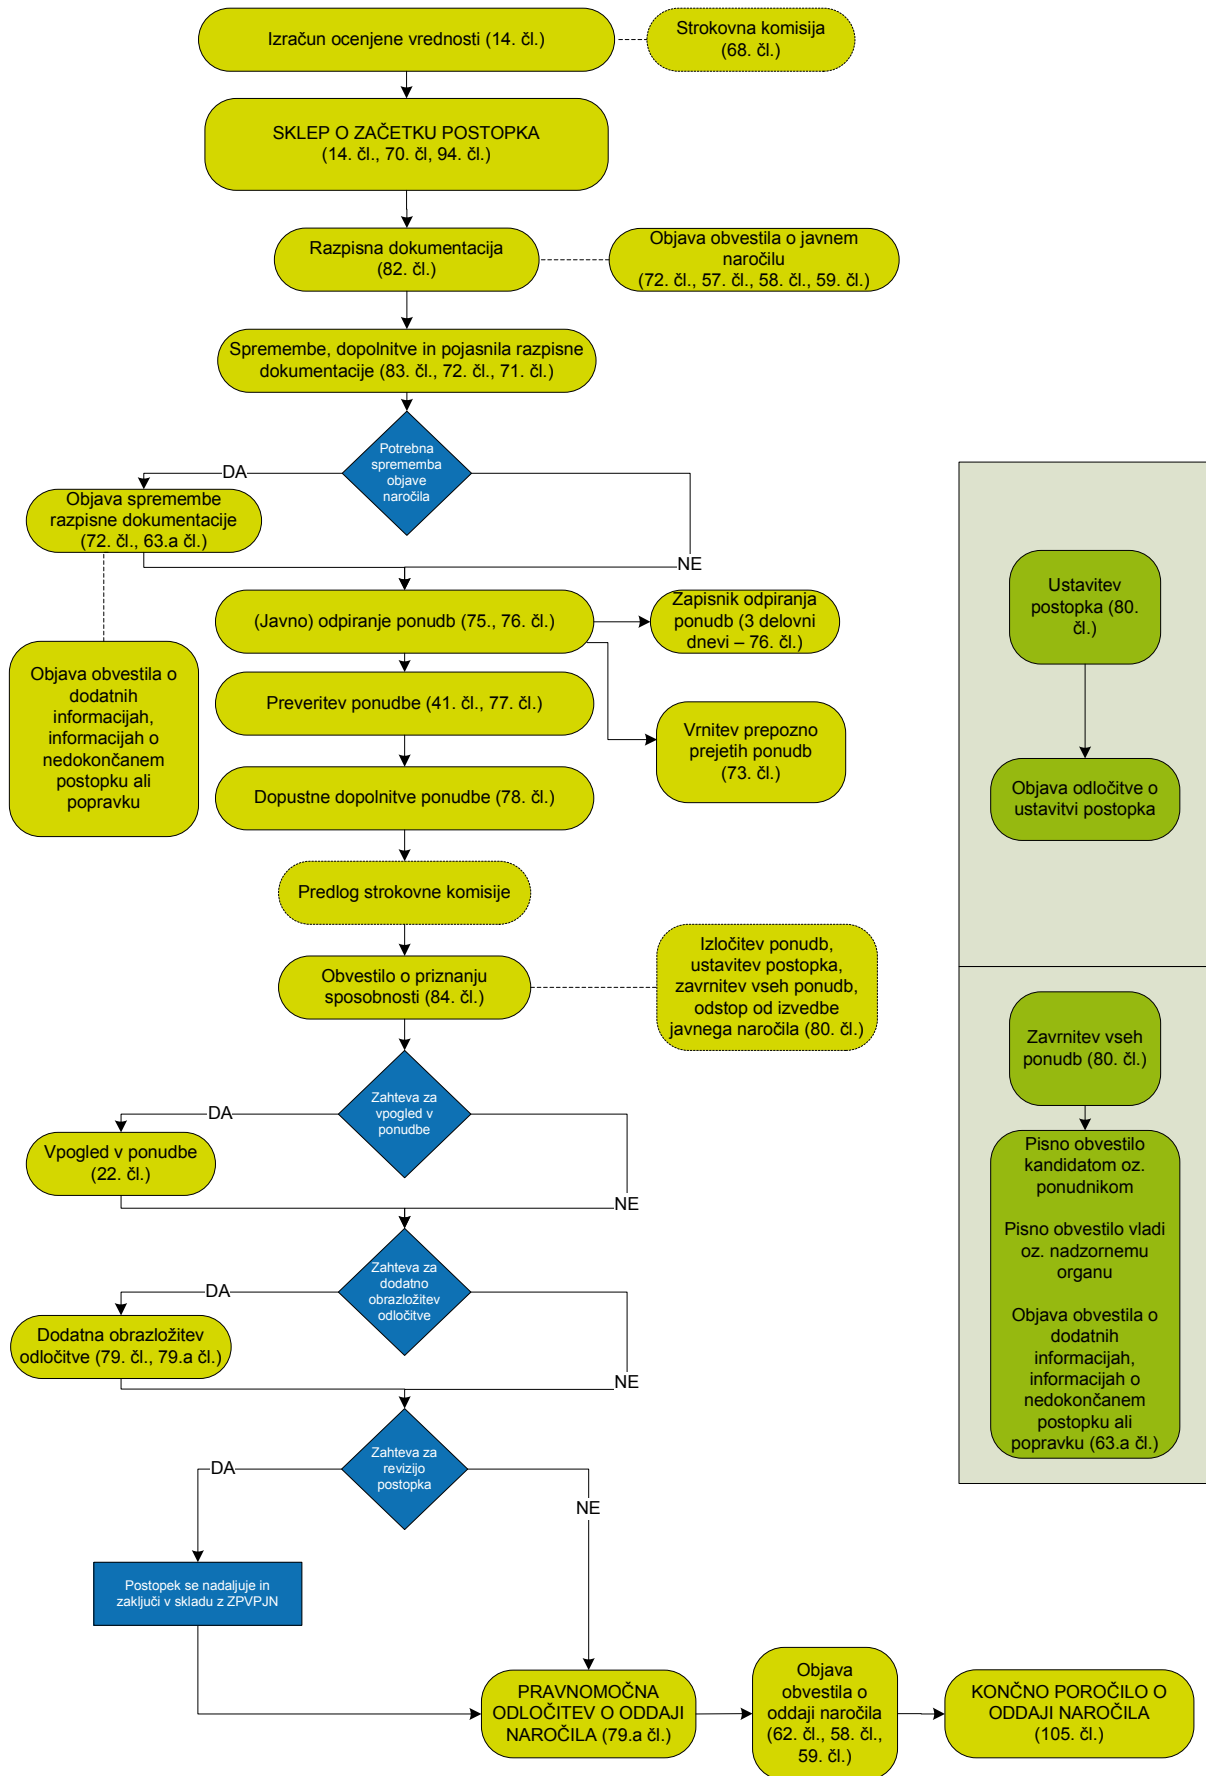 Izračun ocenjene vrednosti (14. čl.)
Strokovna komisija
(68. čl.)
SKLEP O ZAČETKU POSTOPKA
(14. čl., 70. čl, 94. čl.)
Razpisna dokumentacija
(82. čl.)
Objava obvestila o javnem
naročilu
(72. čl., 57. čl., 58. čl., 59. čl.)
Spremembe, dopolnitve in pojasnila razpisne
dokumentacije (83. čl., 72. čl., 71. čl.)
Potrebna
sprememba
objave
naročila
DA
NE
Objava spremembe
razpisne dokumentacije
(72. čl., 63.a čl.)
Objava obvestila o
dodatnih
informacijah,
informacijah o
nedokončanem
postopku ali
popravku
(Javno) odpiranje ponudb (75., 76. čl.)
Zapisnik odpiranja
ponudb (3 delovni
dnevi – 76. čl.)
Preveritev ponudbe (41. čl., 77. čl.)
Vrnitev prepozno
prejetih ponudb
(73. čl.)
Dopustne dopolnitve ponudbe (78. čl.)
Predlog strokovne komisije
Obvestilo o priznanju
sposobnosti (84. čl.)
Izločitev ponudb,
ustavitev postopka,
zavrnitev vseh ponudb,
odstop od izvedbe
javnega naročila (80. čl.)
Zahteva za
vpogled v
ponudbe
DA
NE
Vpogled v ponudbe
(22. čl.)
Zahteva za
dodatno
obrazložitev
odločitve
DA
NE
Dodatna obrazložitev
odločitve (79. čl., 79.a čl.)
Zahteva za
revizijo
postopka
DA
NE
Postopek se nadaljuje in
zaključi v skladu z ZPVPJN
PRAVNOMOČNA
ODLOČITEV O ODDAJI
NAROČILA (79.a čl.)
Objava
obvestila o
oddaji naročila
(62. čl., 58. čl.,
59. čl.)
KONČNO POROČILO O
ODDAJI NAROČILA
(105. čl.)
Ustavitev
postopka (80.
čl.)
Objava odločitve o
ustavitvi postopka
Zavrnitev vseh
ponudb (80. čl.)
Pisno obvestilo
kandidatom oz.
ponudnikom
Pisno obvestilo vladi
oz. nadzornemu
organu
Objava obvestila o
dodatnih
informacijah,
informacijah o
nedokončanem
postopku ali
popravku (63.a čl.)